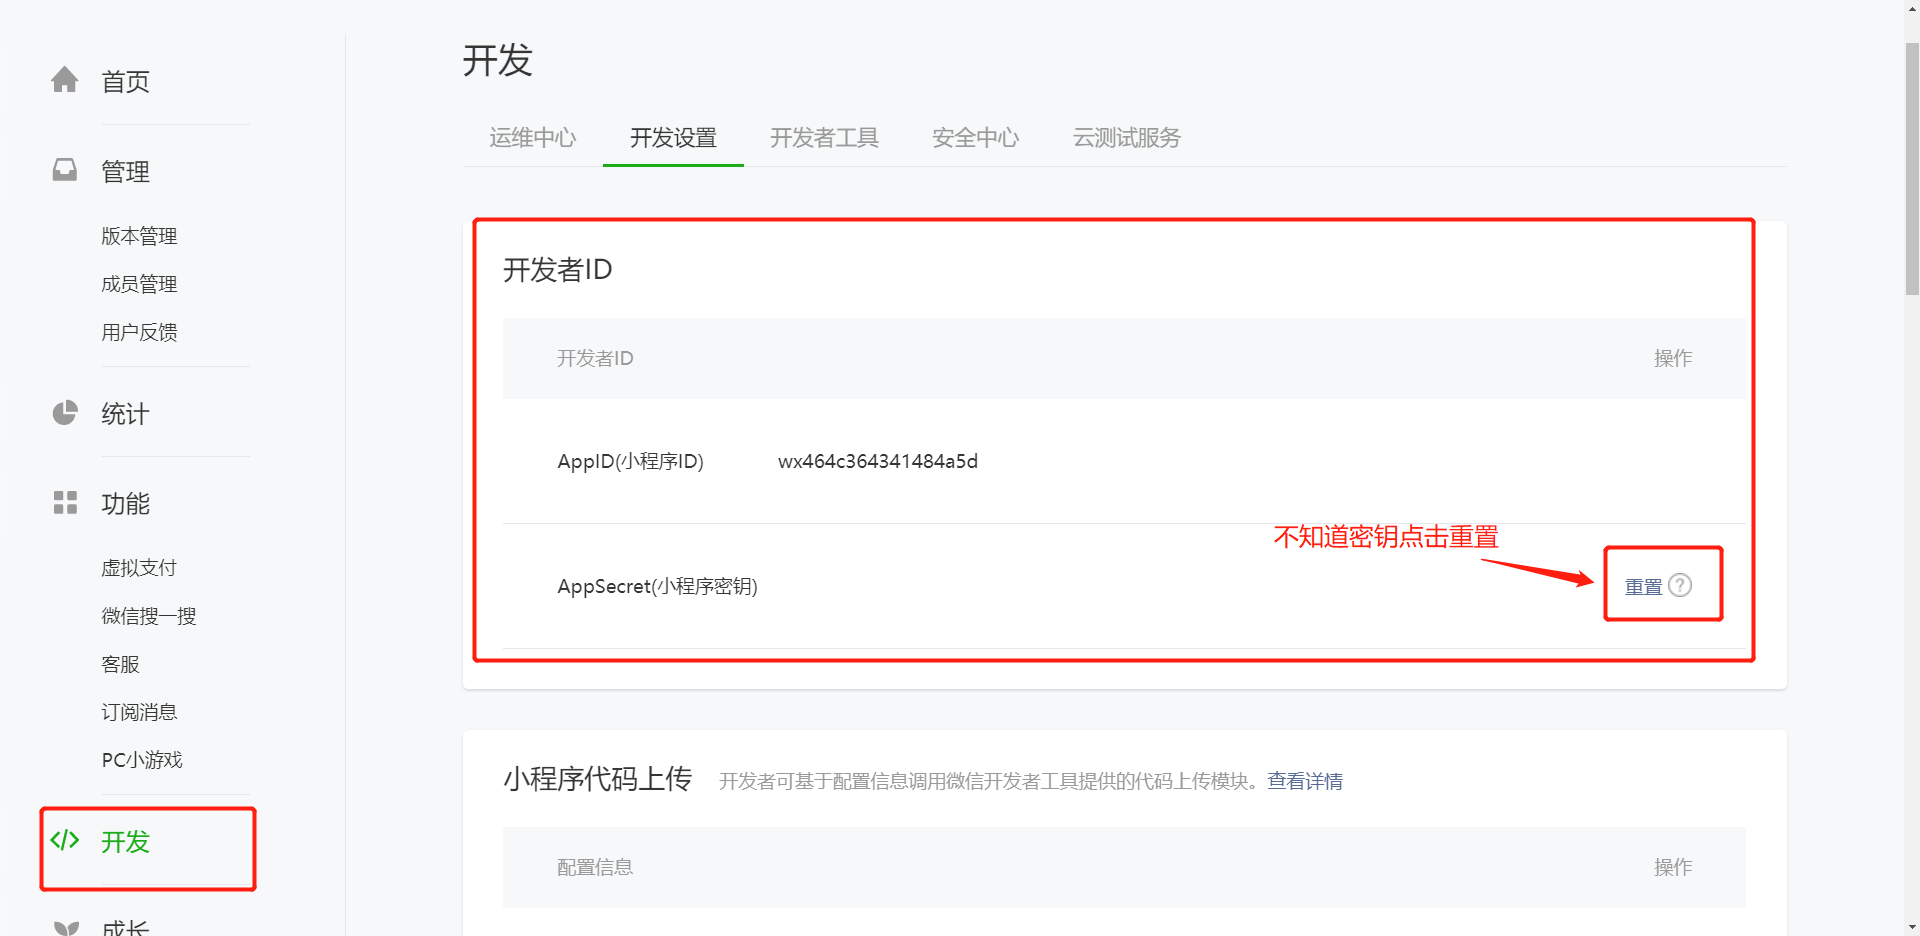 首页
管理
版本管理
成员管理
用户反馈
统计
功能
虚拟支付
微信搜一搜
客服
订阅消息
PC小游戏
开发
成长
开发
运维中心 开发设置 开发者工具 安全中心 云测试服务
开发者ID
开发者ID 操作
AppID(小程序ID) wx464c364341484a5d
不知道密钥点击重置
AppSecret(小程序密钥) 重置 ?
小程序代码上传 开发者可基于配置信息调用微信开发者工具提供的代码上传模块。查看详情
配置信息 操作